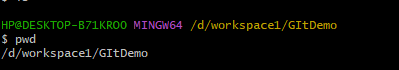 HP@DESKTOP-B71KROO MINGW64 /d/workspace1/GItDemo
$ pwd
/d/workspace1/GItDemo